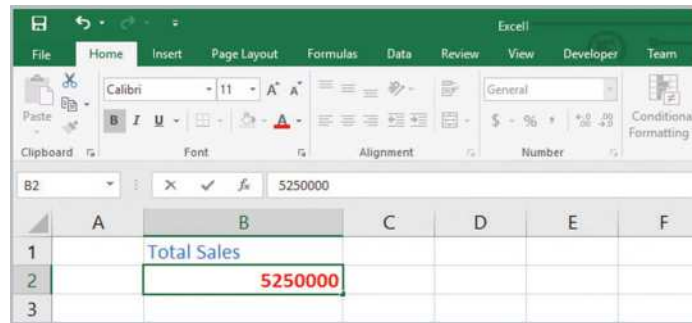 Excell
File Home Insert Page Layout Formulas Data Review View Developer Team
Calibri 11 A A General
Paste B I U A $ % Conditional
Formatting
Clipboard Font Alignment Number
B2 fx 5250000
A B C D E F
1 Total Sales
2 5250000
3